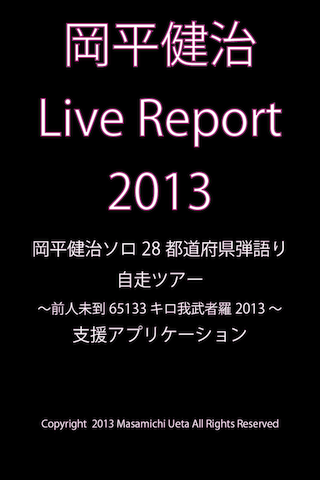 岡平健治
Live Report
2013
岡平健治ソロ 28 都道府県弾語り
自走ツアー
～前人未到 65133 キロ我武者羅 2013 ～
支援アプリケーション
Copyright 2013 Masamichi Ueta All Rights Reserved